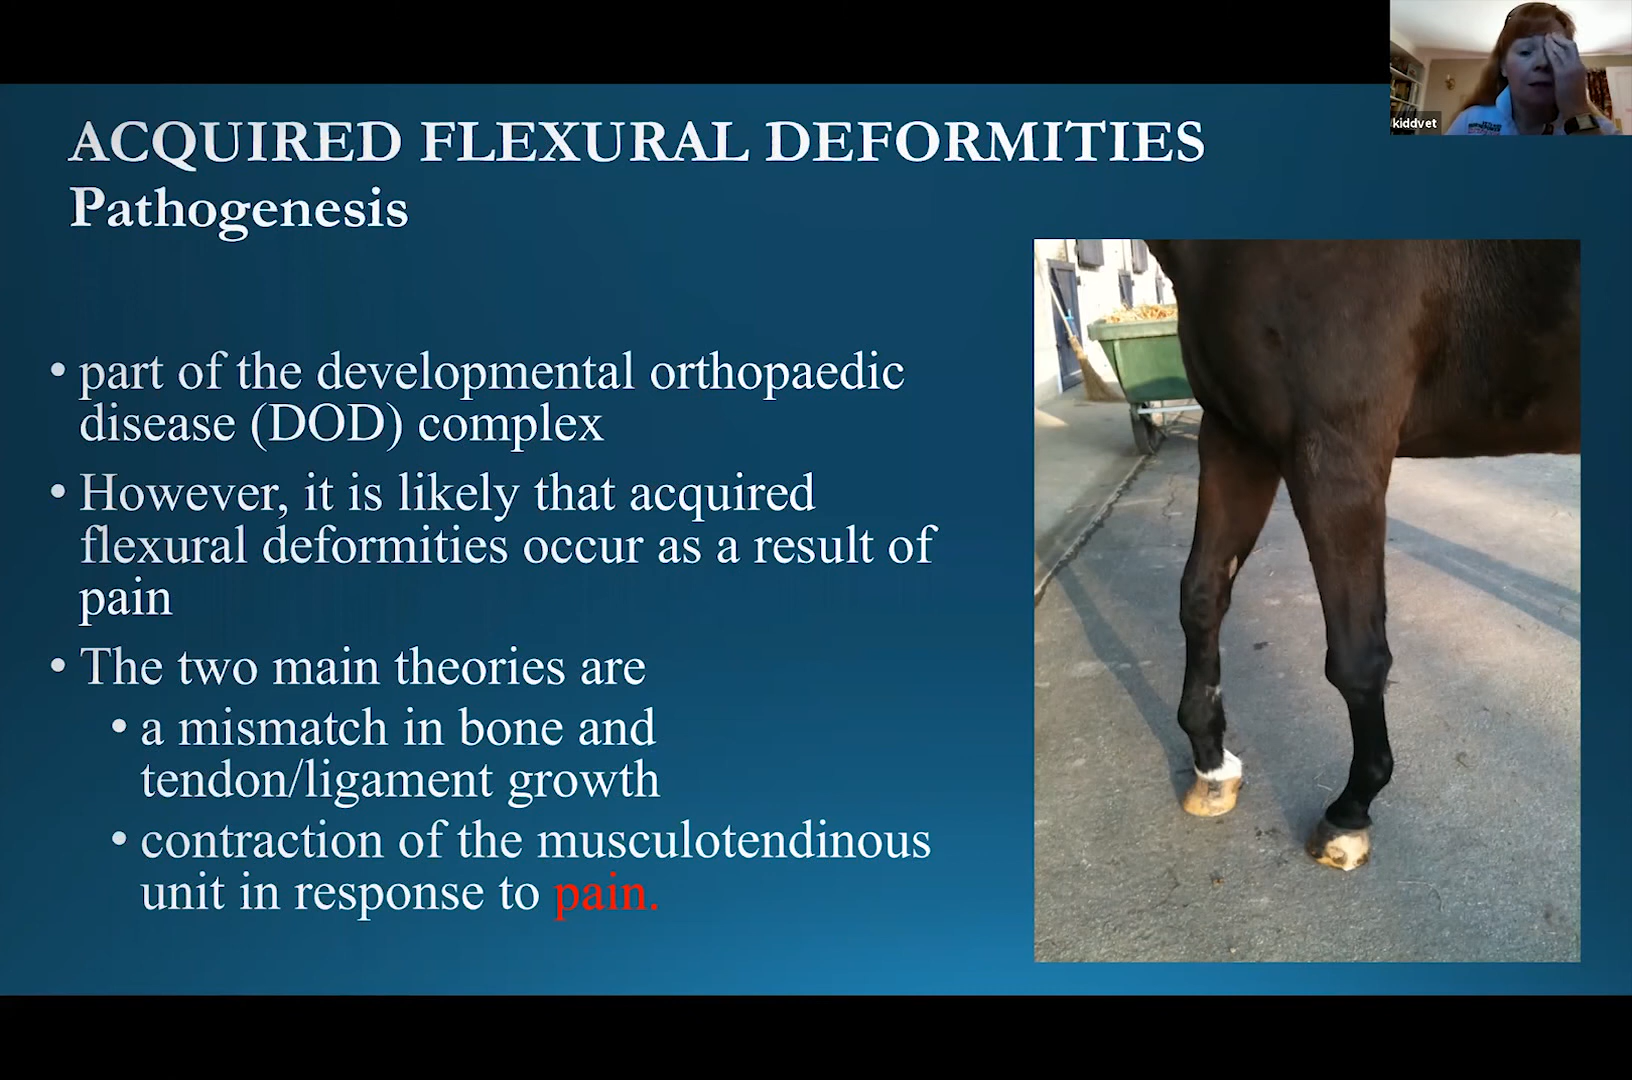 kiddvet
ACQUIRED FLEXURAL DEFORMITIES
Pathogenesis
• part of the developmental orthopaedic
disease (DOD) complex
• However, it is likely that acquired
flexural deformities occur as a result of
pain
• The two main theories are
• a mismatch in bone and
tendon/ligament growth
• contraction of the musculotendinous
unit in response to pain.